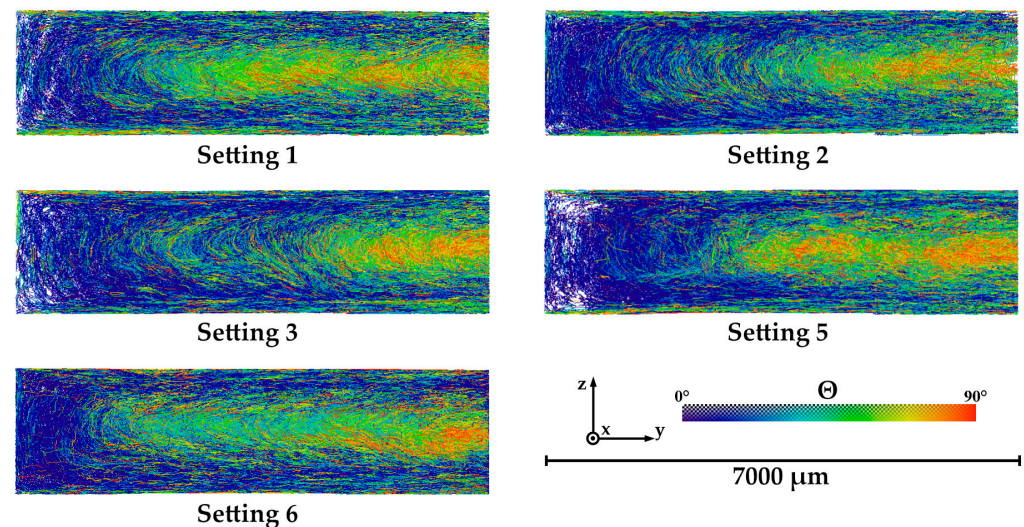 Setting 1
Setting 2
Setting 3
Setting 5
Setting 6
z
x
y
0°
Θ
90°
7000 µm